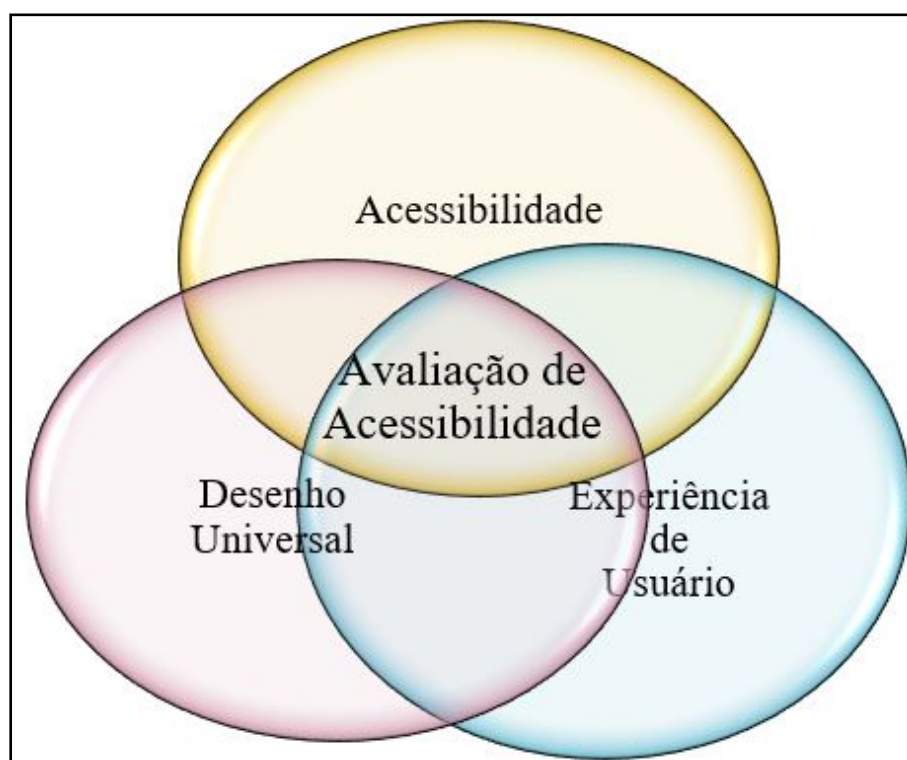 Acessibilidade
Avaliação de
Acessibilidade
Desenho
Universal
Experiência
de
Usuário